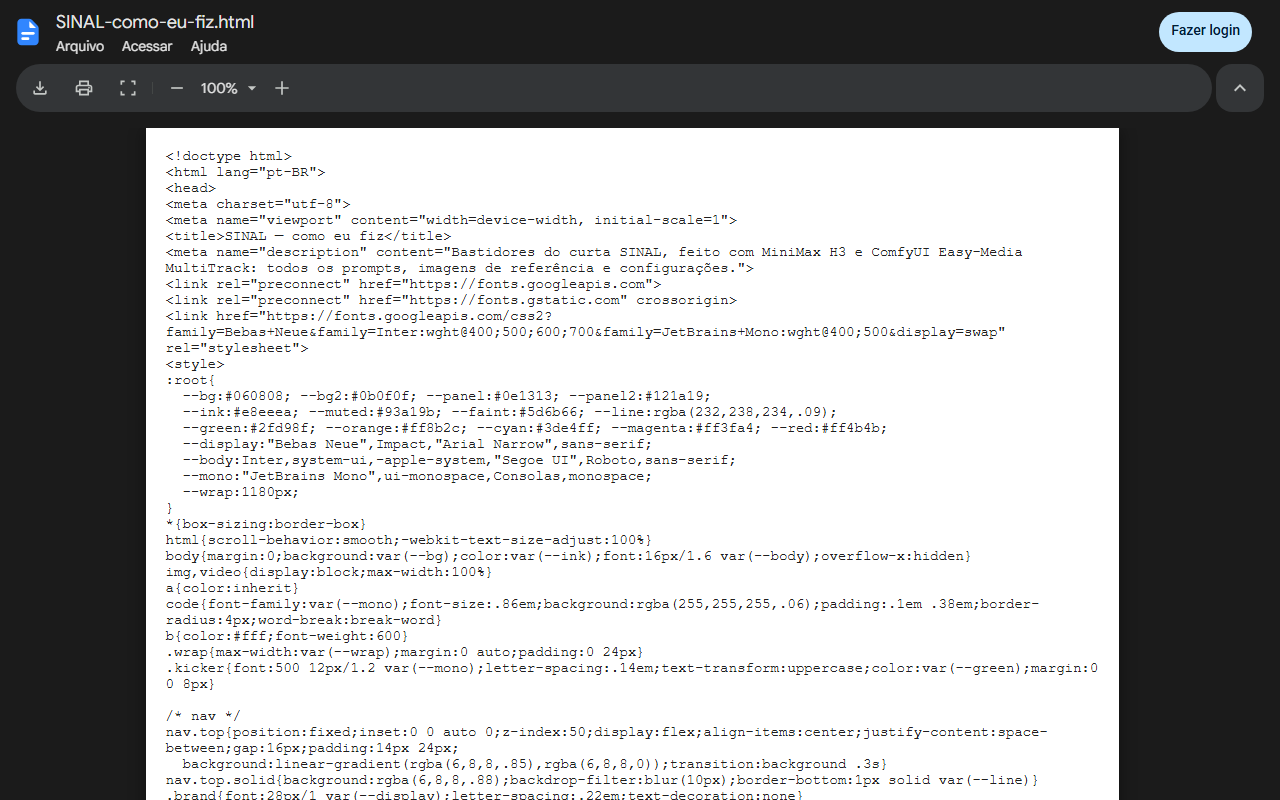 SINAL-como-eu-fiz.html
Arquivo Acessar Ajuda
Fazer login
100%
<!doctype html>
<html lang="pt-BR">
<head>
<meta charset="utf-8">
<meta name="viewport" content="width=device-width, initial-scale=1">
<title>SINAL — como eu fiz</title>
<meta name="description" content="Bastidores do curta SINAL, feito com MiniMax H3 e ComfyUI Easy-Media
MultiTrack: todos os prompts, imagens de referência e configurações.">
<link rel="preconnect" href="https://fonts.googleapis.com">
<link rel="preconnect" href="https://fonts.gstatic.com" crossorigin>
<link href="https://fonts.googleapis.com/css2?
family=Bebas+Neue&family=Inter:wght@400;500;600;700&family=JetBrains+Mono:wght@400;500&display=swap"
rel="stylesheet">
<style>
:root{
  --bg:#060808; --bg2:#0b0f0f; --panel:#0e1313; --panel2:#121a19;
  --ink:#e8eeea; --muted:#93a19b; --faint:#5d6b66; --line:rgba(232,238,234,.09);
  --green:#2fd98f; --orange:#ff8b2c; --cyan:#3de4ff; --magenta:#ff3fa4; --red:#ff4b4b;
  --display:"Bebas Neue",Impact,"Arial Narrow",sans-serif;
  --body:Inter,system-ui,-apple-system,"Segoe UI",Roboto,sans-serif;
  --mono:"JetBrains Mono",ui-monospace,Consolas,monospace;
  --wrap:1180px;
}
*{box-sizing:border-box}
html{scroll-behavior:smooth;-webkit-text-size-adjust:100%}
body{margin:0;background:var(--bg);color:var(--ink);font:16px/1.6 var(--body);overflow-x:hidden}
img,video{display:block;max-width:100%}
a{color:inherit}
code{font-family:var(--mono);font-size:.86em;background:rgba(255,255,255,.06);padding:.1em .38em;border-
radius:4px;word-break:break-word}
b{color:#fff;font-weight:600}
.wrap{max-width:var(--wrap);margin:0 auto;padding:0 24px}
.kicker{font:500 12px/1.2 var(--mono);letter-spacing:.14em;text-transform:uppercase;color:var(--green);margin:0
0 8px}
/* nav */
nav.top{position:fixed;inset:0 0 auto 0;z-index:50;display:flex;align-items:center;justify-content:space-
between;gap:16px;padding:14px 24px;
  background:linear-gradient(rgba(6,8,8,.85),rgba(6,8,8,0));transition:background .3s}
nav.top.solid{background:rgba(6,8,8,.88);backdrop-filter:blur(10px);border-bottom:1px solid var(--line)}
.brand{font:28px/1 var(--display);letter-spacing:.22em;text-decoration:none}